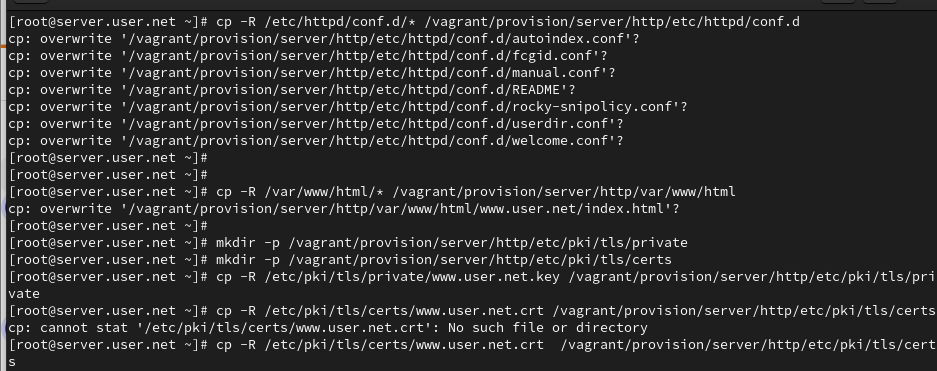 [root@server.user.net ~]# cp -R /etc/httpd/conf.d/* /vagrant/provision/server/http/etc/httpd/conf.d
cp: overwrite '/vagrant/provision/server/http/etc/httpd/conf.d/autoindex.conf'?
cp: overwrite '/vagrant/provision/server/http/etc/httpd/conf.d/fcgid.conf'?
cp: overwrite '/vagrant/provision/server/http/etc/httpd/conf.d/manual.conf'?
cp: overwrite '/vagrant/provision/server/http/etc/httpd/conf.d/README'?
cp: overwrite '/vagrant/provision/server/http/etc/httpd/conf.d/rocky-snipolicy.conf'?
cp: overwrite '/vagrant/provision/server/http/etc/httpd/conf.d/userdir.conf'?
cp: overwrite '/vagrant/provision/server/http/etc/httpd/conf.d/welcome.conf'?
[root@server.user.net ~]#
[root@server.user.net ~]#
[root@server.user.net ~]# cp -R /var/www/html/* /vagrant/provision/server/http/var/www/html
cp: overwrite '/vagrant/provision/server/http/var/www/html/www.user.net/index.html'?
[root@server.user.net ~]#
[root@server.user.net ~]# mkdir -p /vagrant/provision/server/http/etc/pki/tls/private
[root@server.user.net ~]# mkdir -p /vagrant/provision/server/http/etc/pki/tls/certs
[root@server.user.net ~]# cp -R /etc/pki/tls/private/www.user.net.key /vagrant/provision/server/http/etc/pki/tls/pri
vate
[root@server.user.net ~]# cp -R /etc/pki/tls/certs/www.user.net.crt /vagrant/provision/server/http/etc/pki/tls/certs
cp: cannot stat '/etc/pki/tls/certs/www.user.net.crt': No such file or directory
[root@server.user.net ~]# cp -R /etc/pki/tls/certs/www.user.net.crt  /vagrant/provision/server/http/etc/pki/tls/cert
s